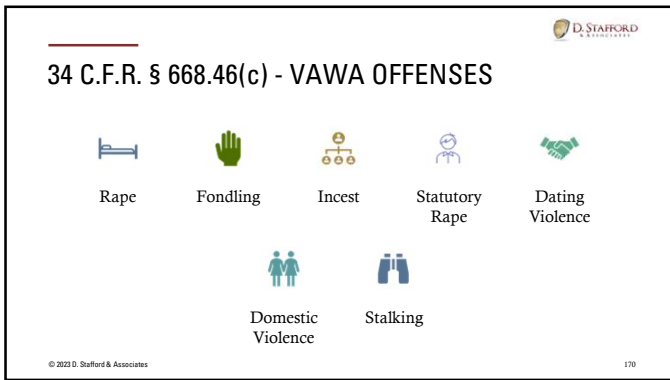 D. STAFFORD
& ASSOCIATES
34 C.F.R. § 668.46(c) - VAWA OFFENSES
Rape
Fondling
Incest
Statutory
Rape
Dating
Violence
Domestic
Violence
Stalking
© 2023 D. Stafford & Associates
170